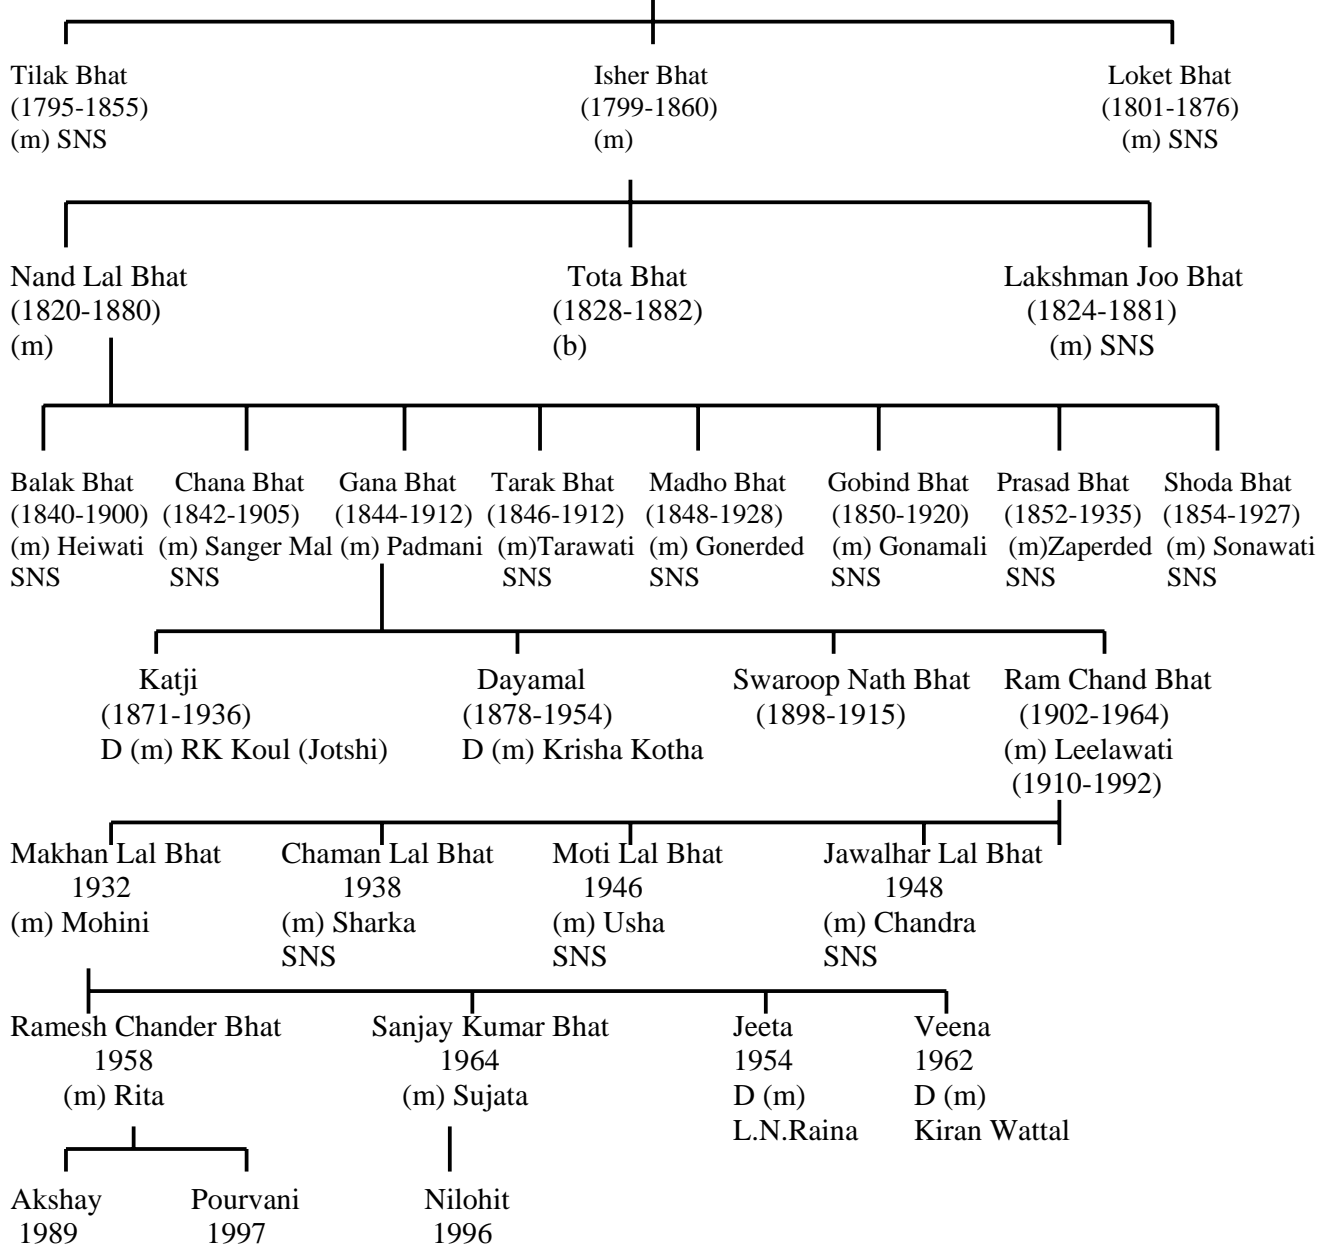 Tilak Bhat Isher Bhat Loket Bhat
(1795-1855) (1799-1860) (1801-1876)
(m) SNS (m) (m) SNS
Nand Lal Bhat Tota Bhat Lakshman Joo Bhat
(1820-1880) (1828-1882) (1824-1881)
(m) (b) (m) SNS
Balak Bhat Chana Bhat Gana Bhat Tarak Bhat Madho Bhat Gobind Bhat Prasad Bhat Shoda Bhat
(1840-1900) (1842-1905) (1844-1912) (1846-1912) (1848-1928) (1850-1920) (1852-1935) (1854-1927)
(m) Heiwati (m) Sanger Mal (m) Padmani (m)Tarawati (m) Gonerded (m) Gonamali (m)Zaperded (m) Sonawati
SNS SNS SNS SNS SNS SNS SNS
Katji Dayamal Swaroop Nath Bhat Ram Chand Bhat
(1871-1936) (1878-1954) (1898-1915) (1902-1964)
D (m) RK Koul (Jotshi) D (m) Krisha Kotha (m) Leelawati
(1910-1992)
Makhan Lal Bhat Chaman Lal Bhat Moti Lal Bhat Jawalhar Lal Bhat
1932 1938 1946 1948
(m) Mohini (m) Sharka (m) Usha (m) Chandra
SNS SNS SNS
Ramesh Chander Bhat Sanjay Kumar Bhat Jeeta Veena
1958 1964 1954 1962
(m) Rita (m) Sujata D (m) D (m)
L.N.Raina Kiran Wattal
Akshay Pourvani Nilohit
1989 1997 1996